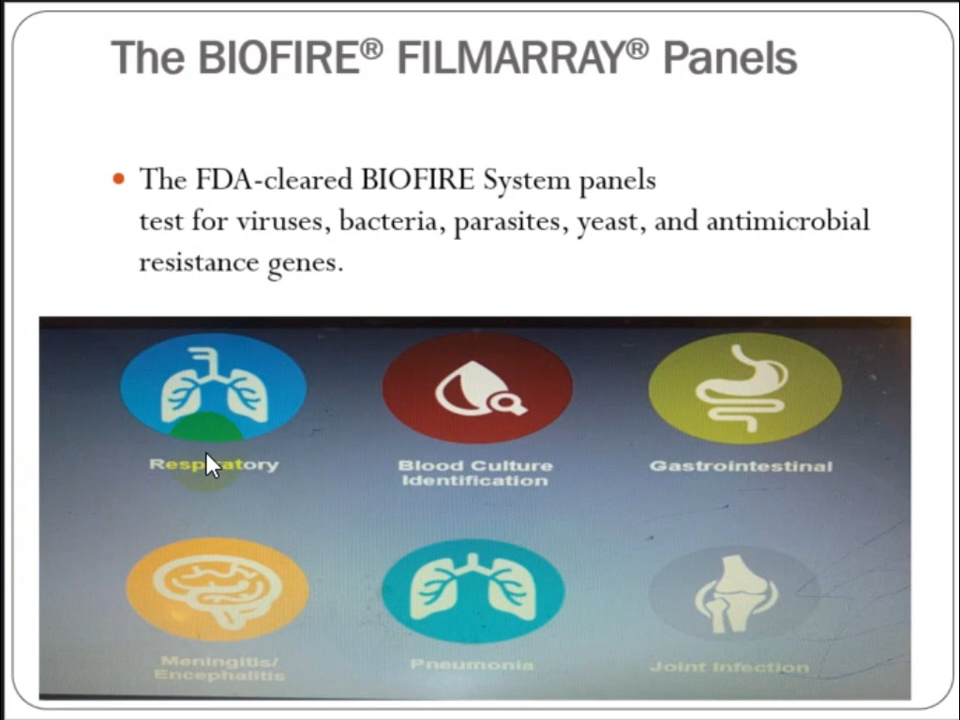 The BIOFIRE® FILMARRAY® Panels
The FDA-cleared BIOFIRE System panels
test for viruses, bacteria, parasites, yeast, and antimicrobial
resistance genes.
Respiratory
Blood Culture
Identification
Gastrointestinal
Meningitis/
Encephalitis
Pneumonia
Joint Infection